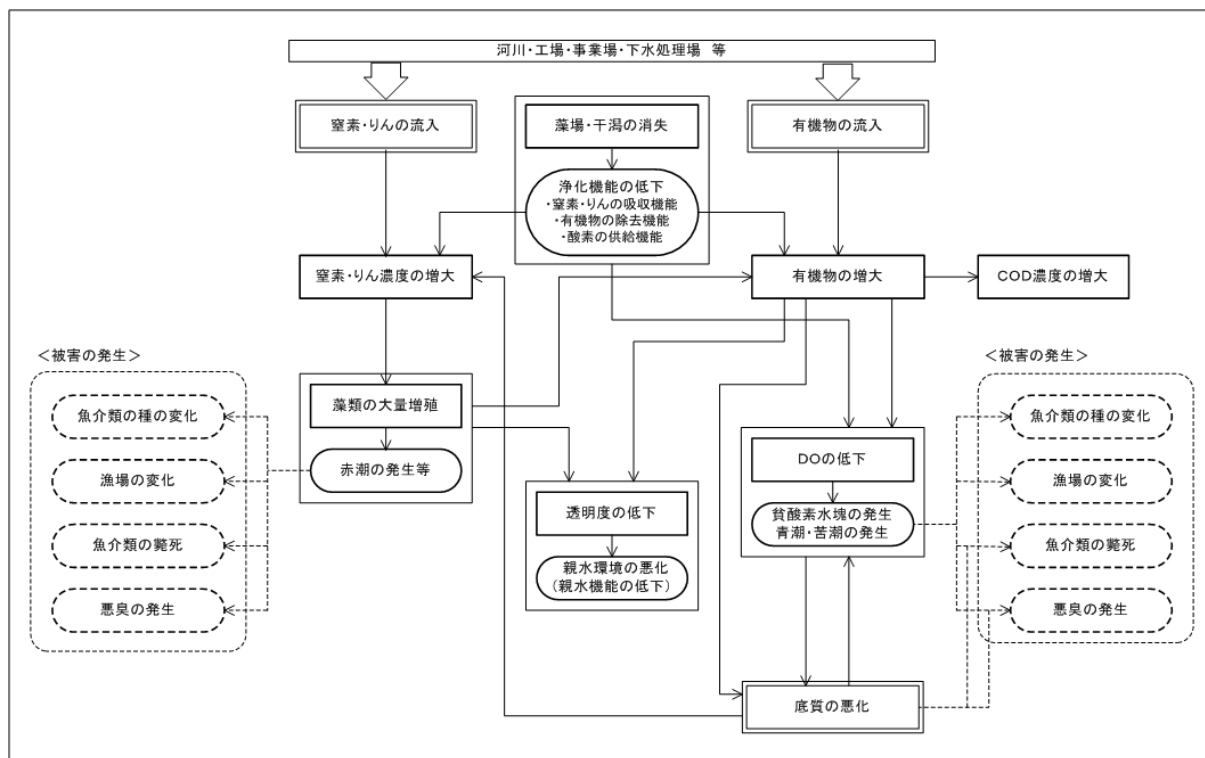 河川・工場・事業場・下水処理場 等
窒素・りんの流入
藻場・干潟の消失
有機物の流入
浄化機能の低下
・窒素・りんの吸収機能
・有機物の除去機能
・酸素の供給機能
窒素・りん濃度の増大
有機物の増大
COD濃度の増大
＜被害の発生＞
魚介類の種の変化
漁場の変化
魚介類の斃死
悪臭の発生
藻類の大量増殖
赤潮の発生等
透明度の低下
親水環境の悪化
(親水機能の低下)
DOの低下
貧酸素水塊の発生
青潮・苦潮の発生
＜被害の発生＞
魚介類の種の変化
漁場の変化
魚介類の斃死
悪臭の発生
底質の悪化